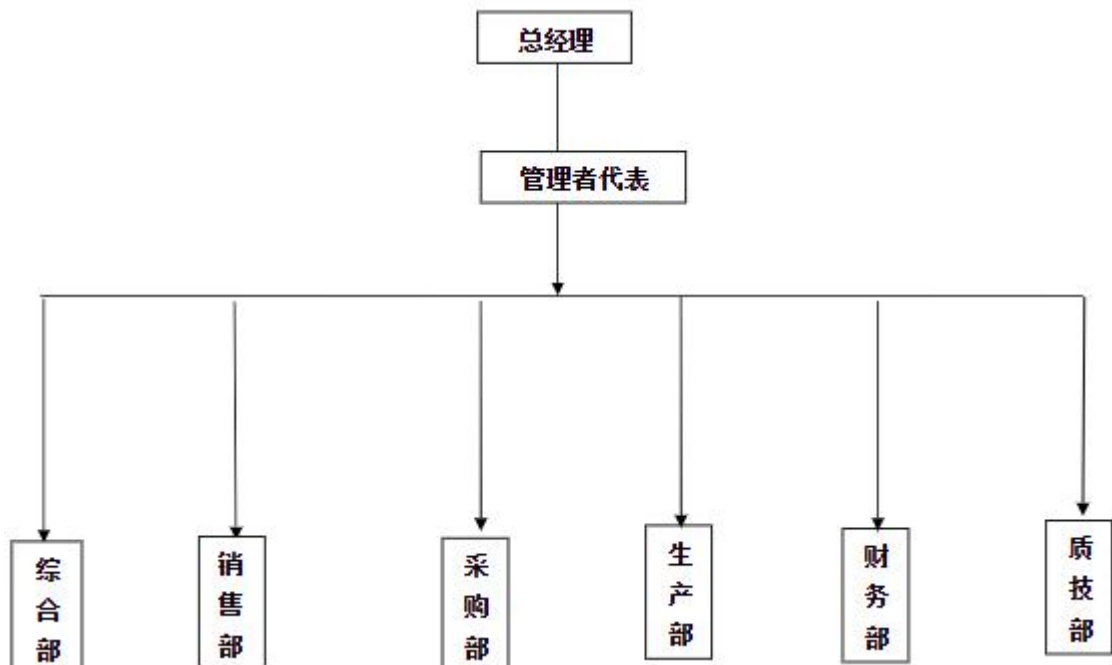 总经理
管理者代表
综合部
销售部
采购部
生产部
财务部
质技部